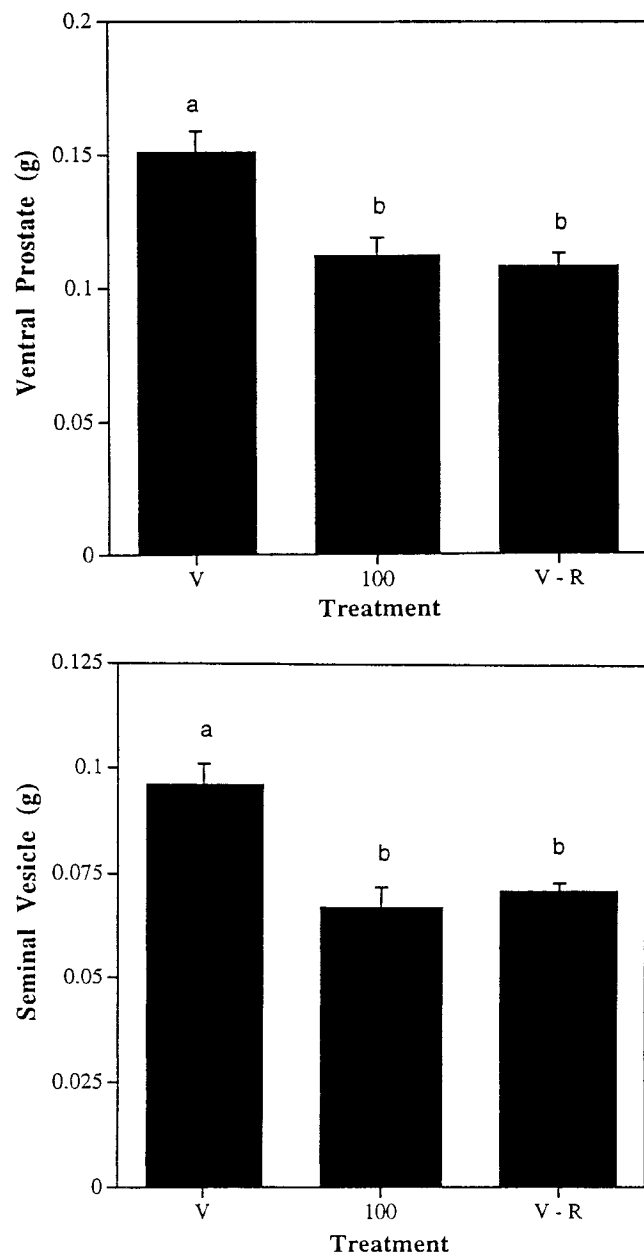 0.2
a
0.15
b
b
0.1
0.05
0
Ventral Prostate (g)
V
100
V - R
Treatment
0.125
a
0.1
b
b
0.075
0.05
0.025
0
Seminal Vesicle (g)
V
100
V - R
Treatment